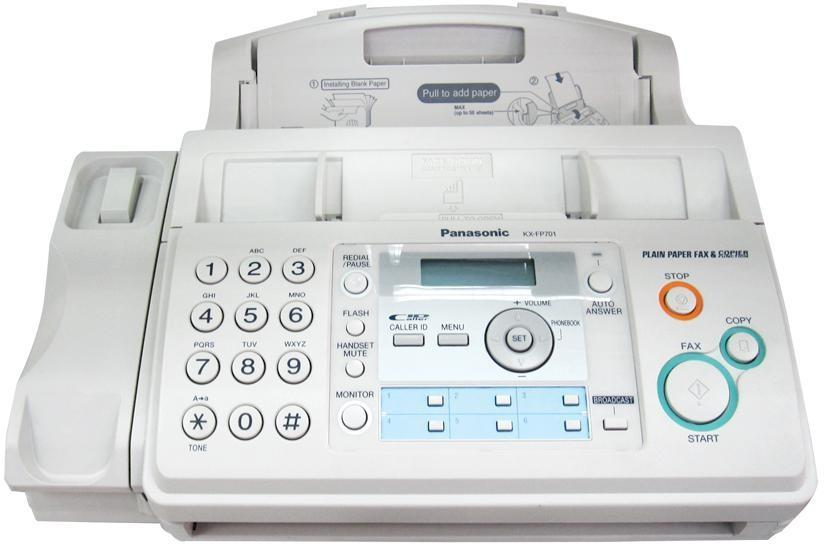 ① Installing Blank Paper
Pull to add paper
②
MAX
(up to 50 sheets)
PULL TO OPEN
Panasonic KX-FP701
PLAIN PAPER FAX & COPIER
1 ABC 2 DEF 3
GHI 4 JKL 5 MNO 6
PQRS 7 TUV 8 WXYZ 9
A→a * 0 #
TONE
REDIAL
/PAUSE
FLASH
HANDSET
MUTE
MONITOR
Caller ID
CALLER ID MENU
+ VOLUME
SET
PHONEBOOK
−
AUTO
ANSWER
1 2 3
4 5 6
BROADCAST
STOP
COPY
FAX
START